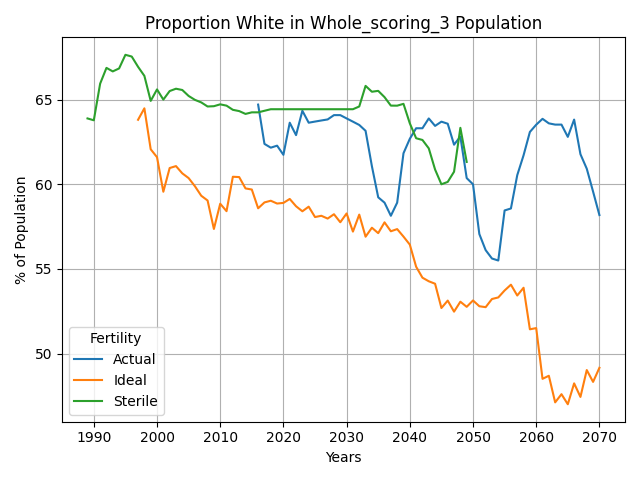 Proportion White in Whole_scoring_3 Population
% of Population
65
60
55
50
Fertility
Actual
Ideal
Sterile
1990 2000 2010 2020 2030 2040 2050 2060 2070
Years